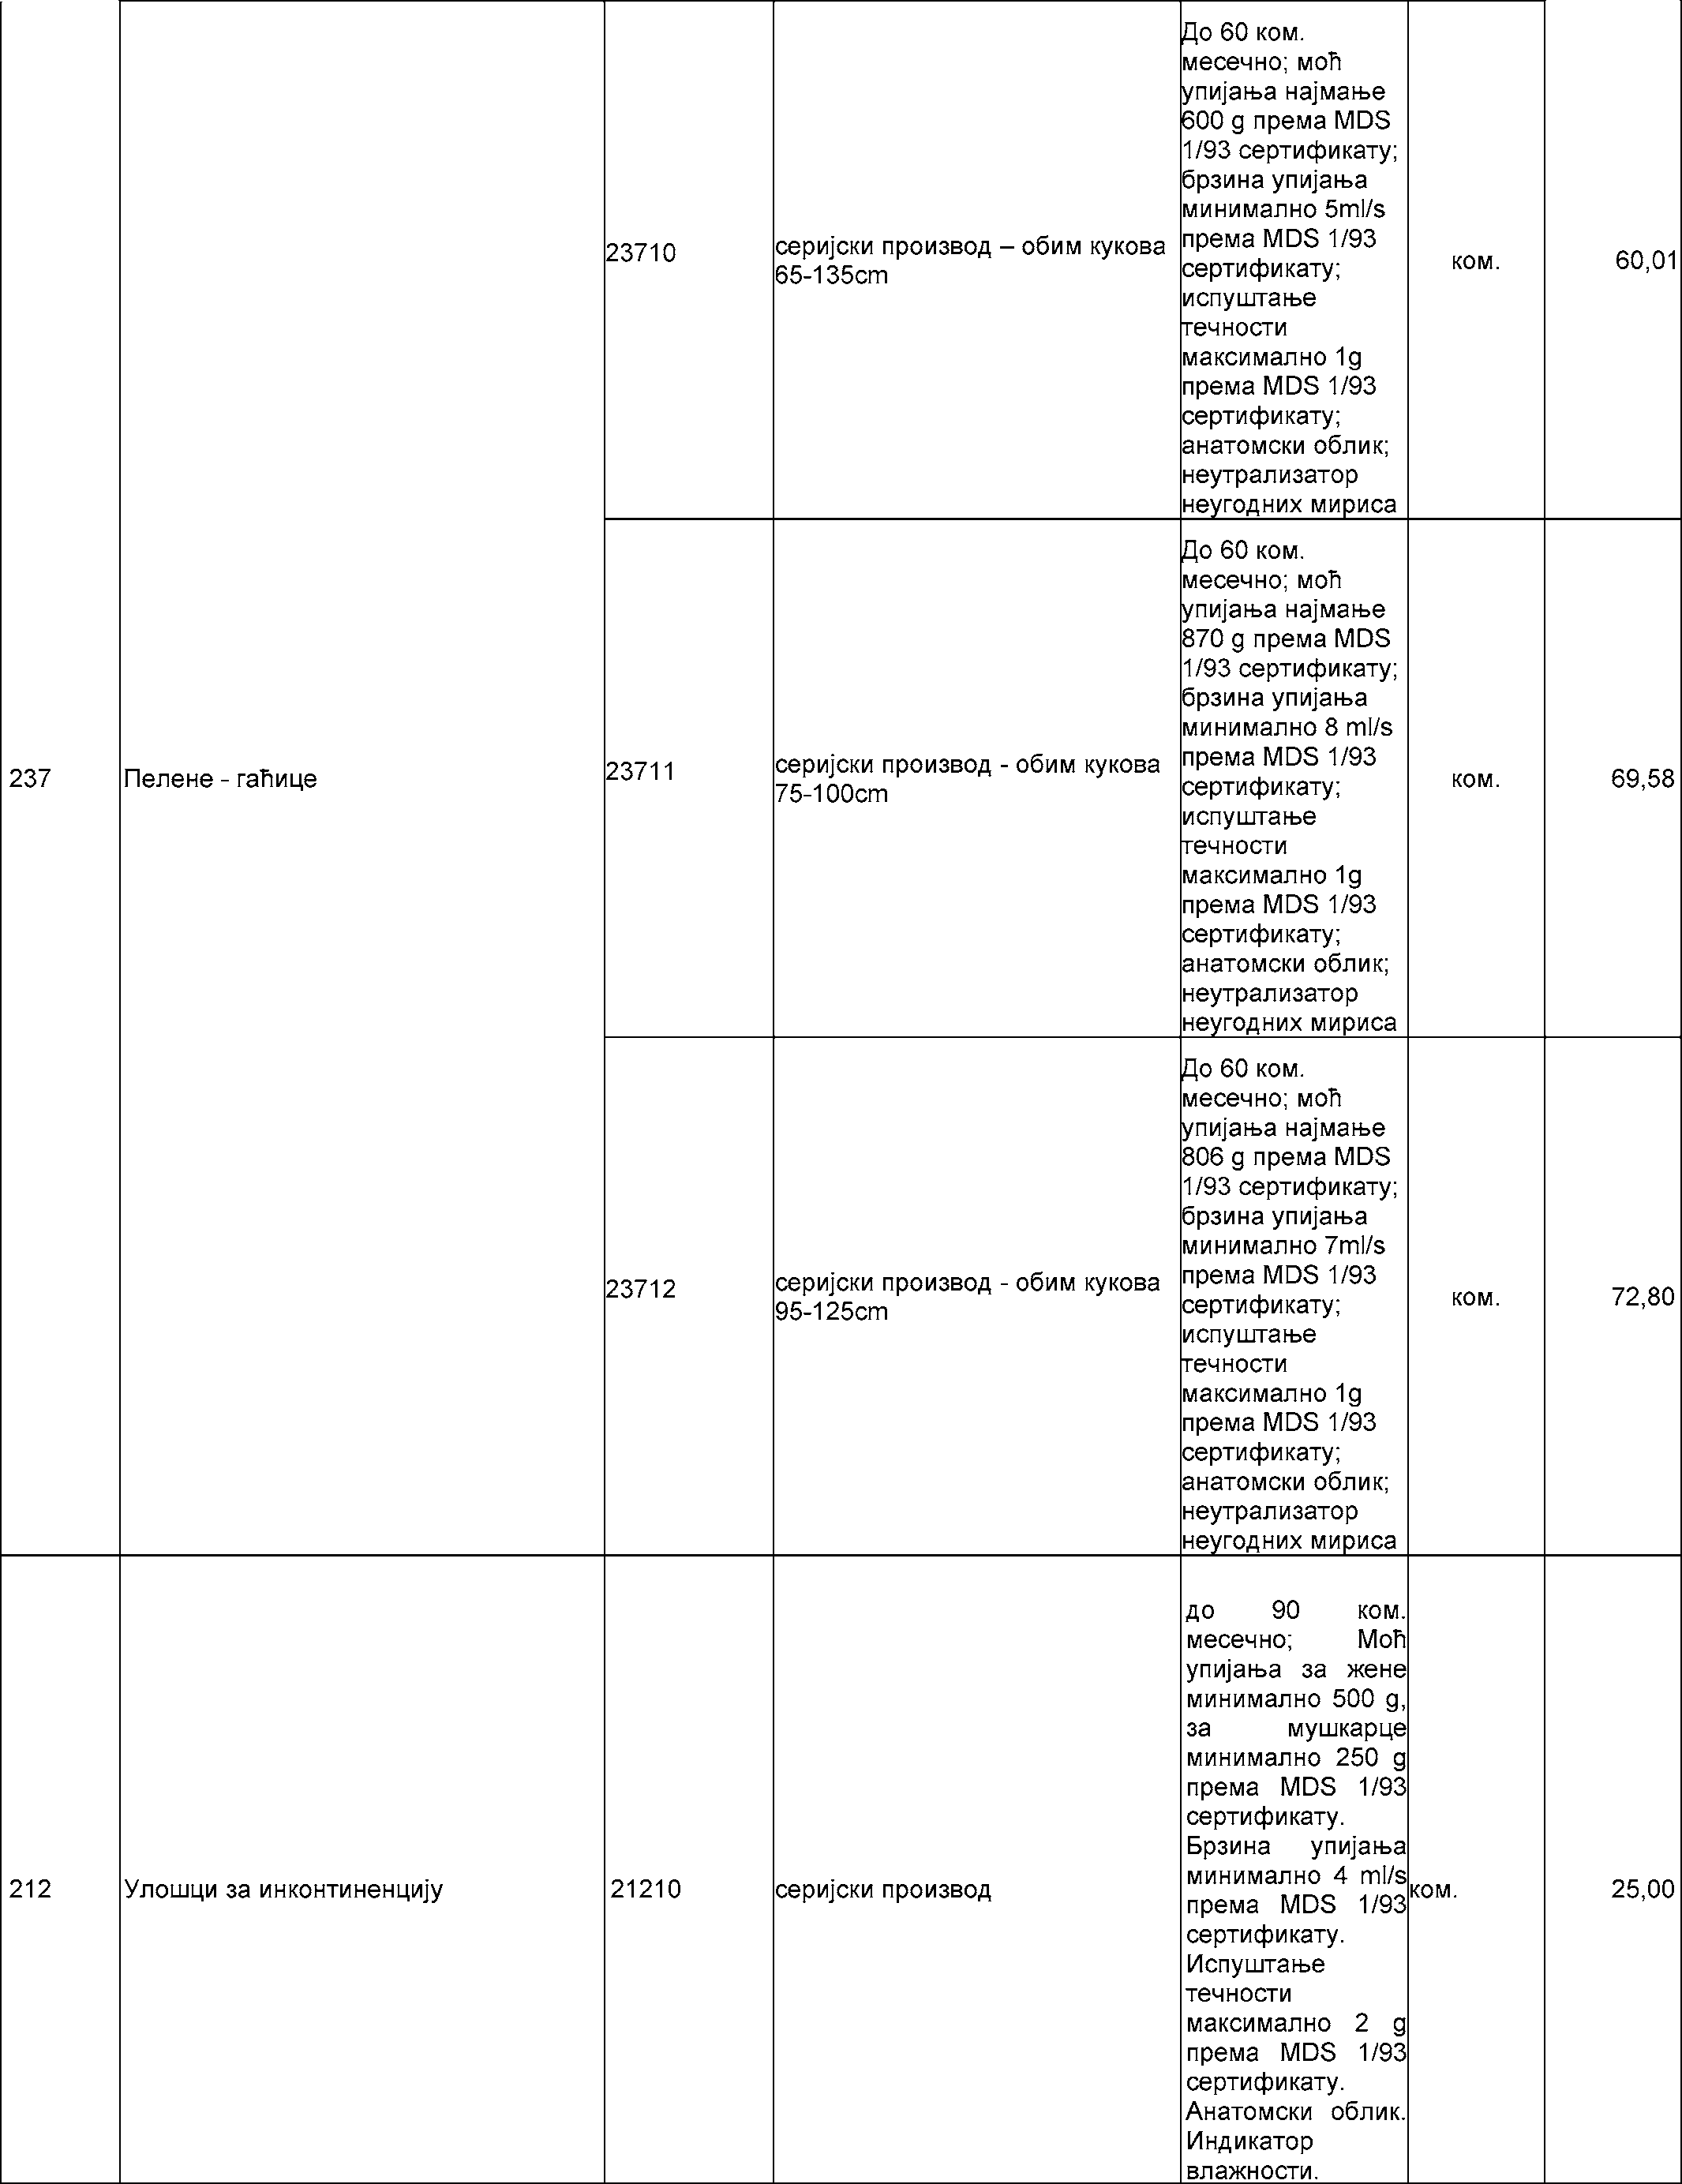 237
Пелене - гаћице
23710
серијски производ – обим кукова
65-135cm
До 60 ком.
месечно; моћ
упијања најмање
600 g према MDS
1/93 сертификату;
брзина упијања
минимално 5ml/s
према MDS 1/93
сертификату;
испуштање
течности
максимално 1g
према MDS 1/93
сертификату;
анатомски облик;
неутрализатор
неугодних мириса
ком.
60,01
23711
серијски производ - обим кукова
75-100cm
До 60 ком.
месечно; моћ
упијања најмање
870 g према MDS
1/93 сертификату;
брзина упијања
минимално 8 ml/s
према MDS 1/93
сертификату;
испуштање
течности
максимално 1g
према MDS 1/93
сертификату;
анатомски облик;
неутрализатор
неугодних мириса
ком.
69,58
23712
серијски производ - обим кукова
95-125cm
До 60 ком.
месечно; моћ
упијања најмање
806 g према MDS
1/93 сертификату;
брзина упијања
минимално 7ml/s
према MDS 1/93
сертификату;
испуштање
течности
максимално 1g
према MDS 1/93
сертификату;
анатомски облик;
неутрализатор
неугодних мириса
ком.
72,80
212
Улошци за инконтиненцију
21210
серијски производ
до 90 ком.
месечно; Моћ
упијања за жене
минимално 500 g,
за мушкарце
минимално 250 g
према MDS 1/93
сертификату.
Брзина упијања
минимално 4 ml/s
према MDS 1/93
сертификату.
Испуштање
течности
максимално 2 g
према MDS 1/93
сертификату.
Анатомски облик.
Индикатор
влажности.
ком.
25,00